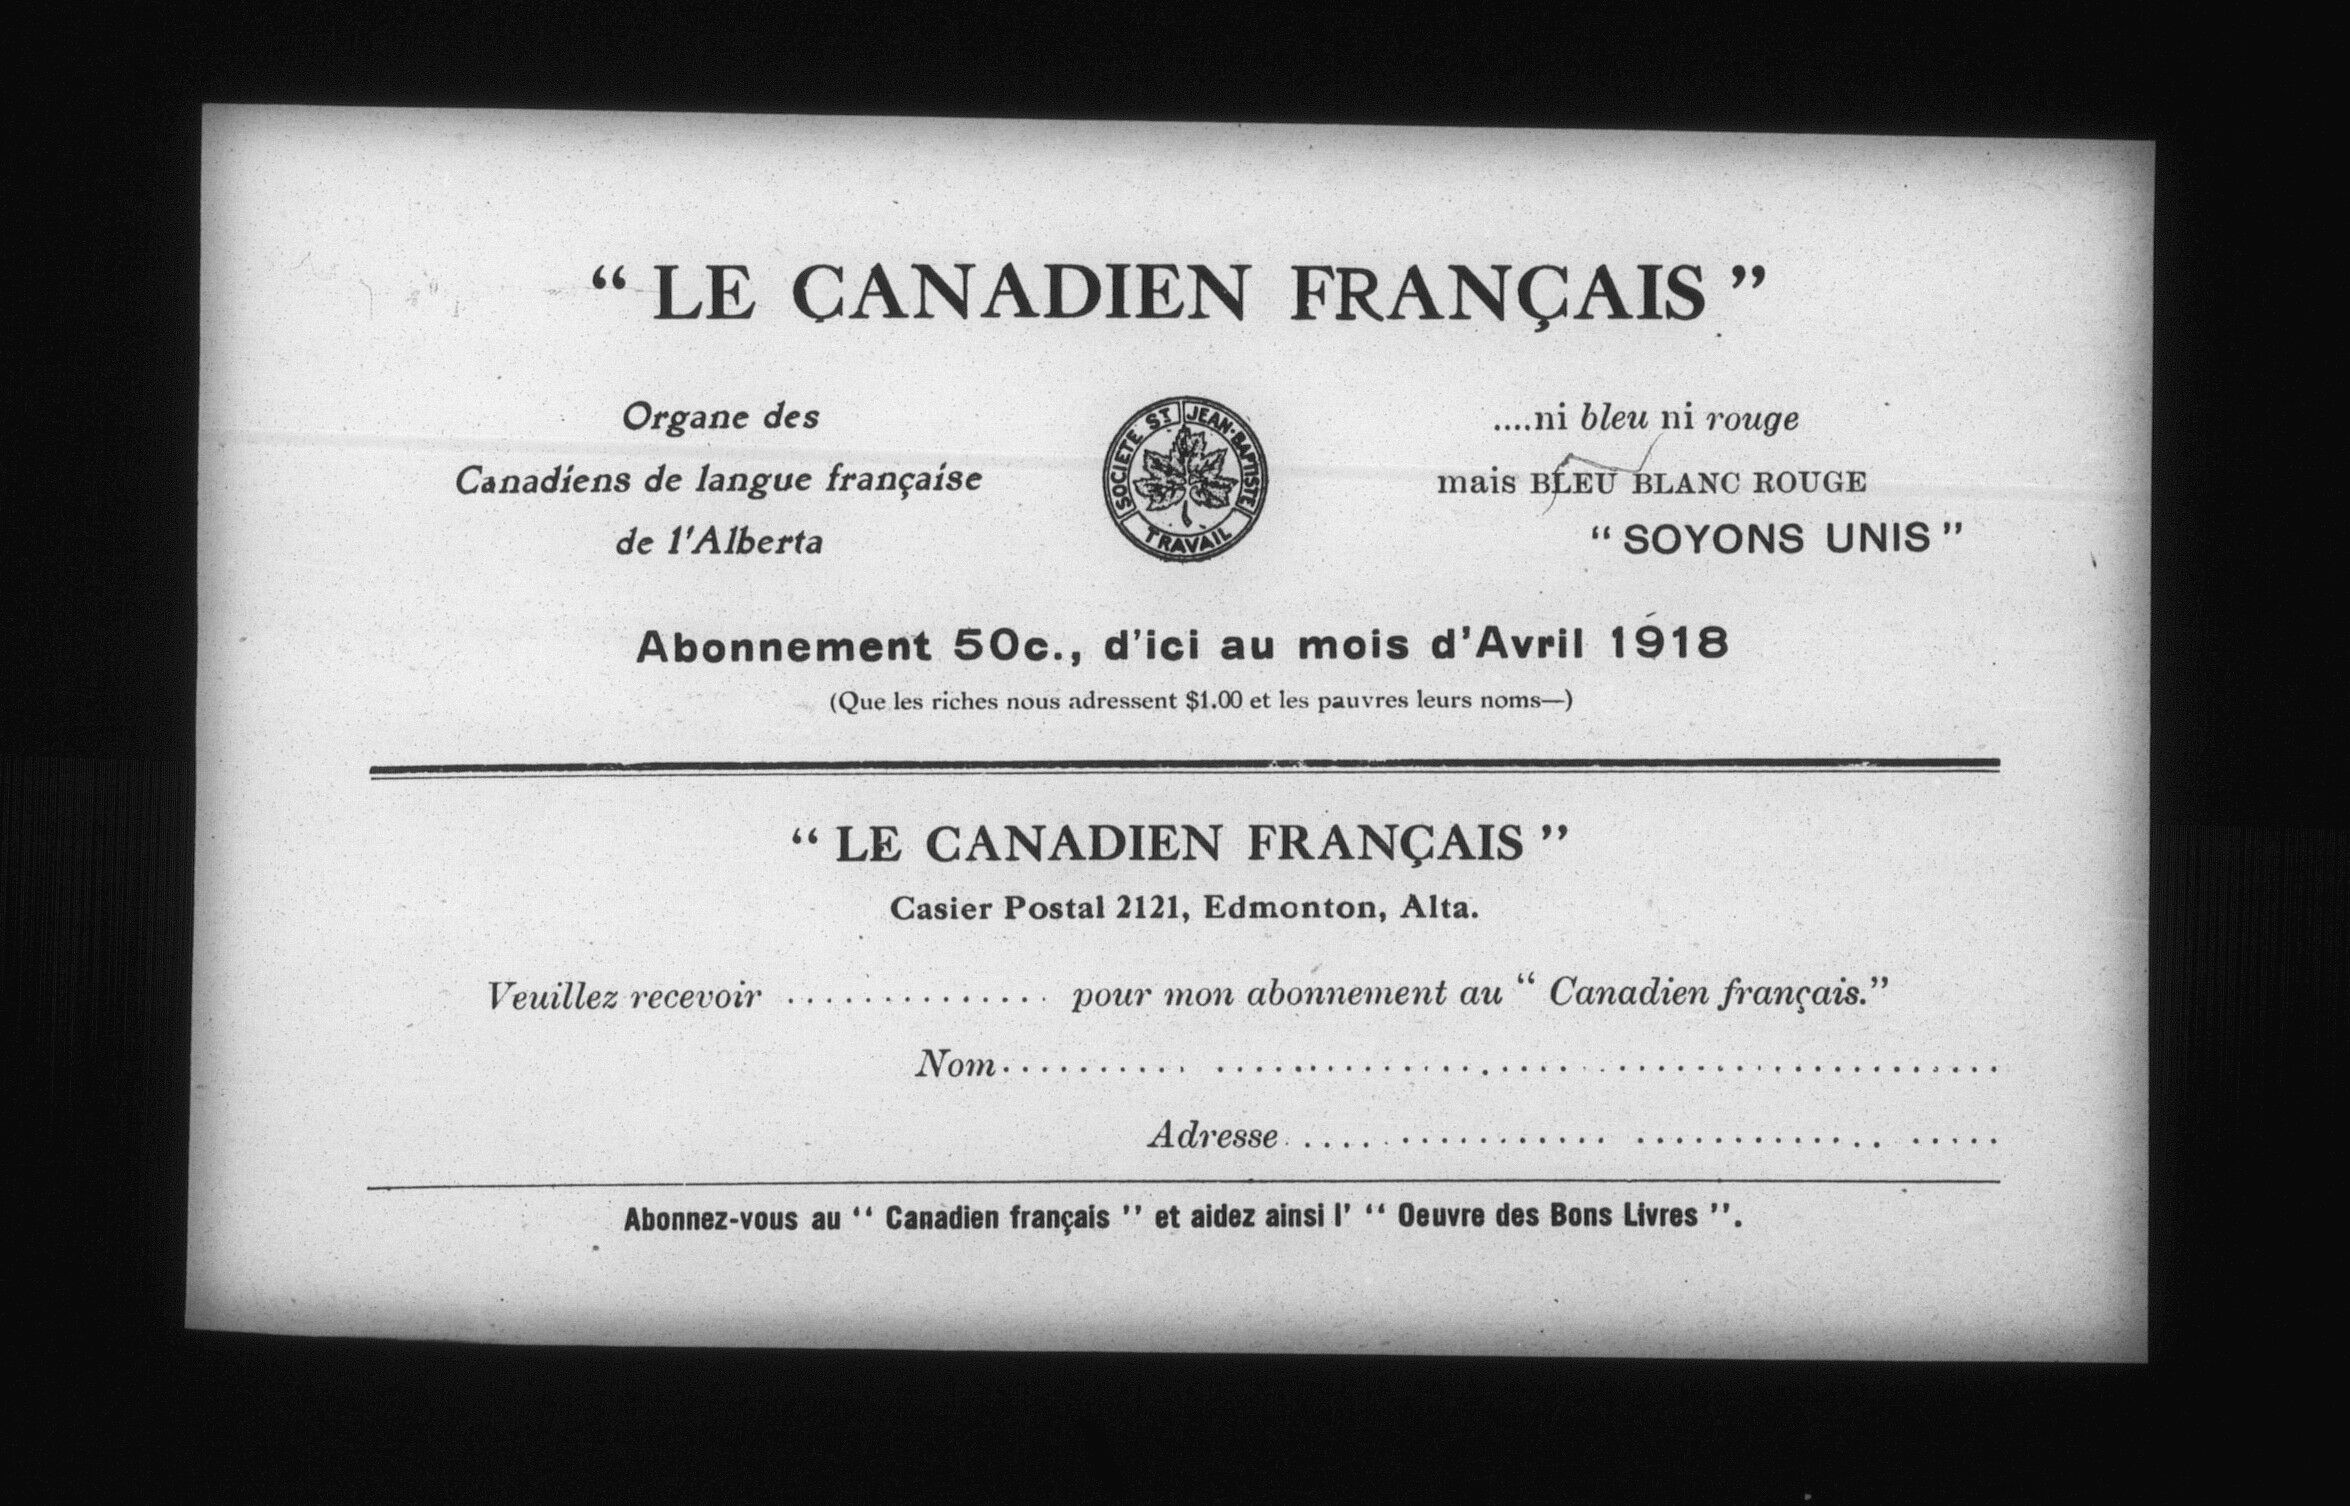 “ LE CANADIEN FRANÇAIS ”
Organe des
Canadiens de langue française
de l'Alberta
SOCIETE ST JEAN-BAPTISTE
TRAVAIL
....ni bleu ni rouge
mais BLEU BLANC ROUGE
“ SOYONS UNIS ”
Abonnement 50c., d'ici au mois d'Avril 1918
(Que les riches nous adressent $1.00 et les pauvres leurs noms—)
“ LE CANADIEN FRANÇAIS ”
Casier Postal 2121, Edmonton, Alta.
Veuillez recevoir .............. pour mon abonnement au “ Canadien français.”
Nom..................................................
Adresse....................................
Abonnez-vous au “ Canadien français ” et aidez ainsi l' “ Oeuvre des Bons Livres ”.